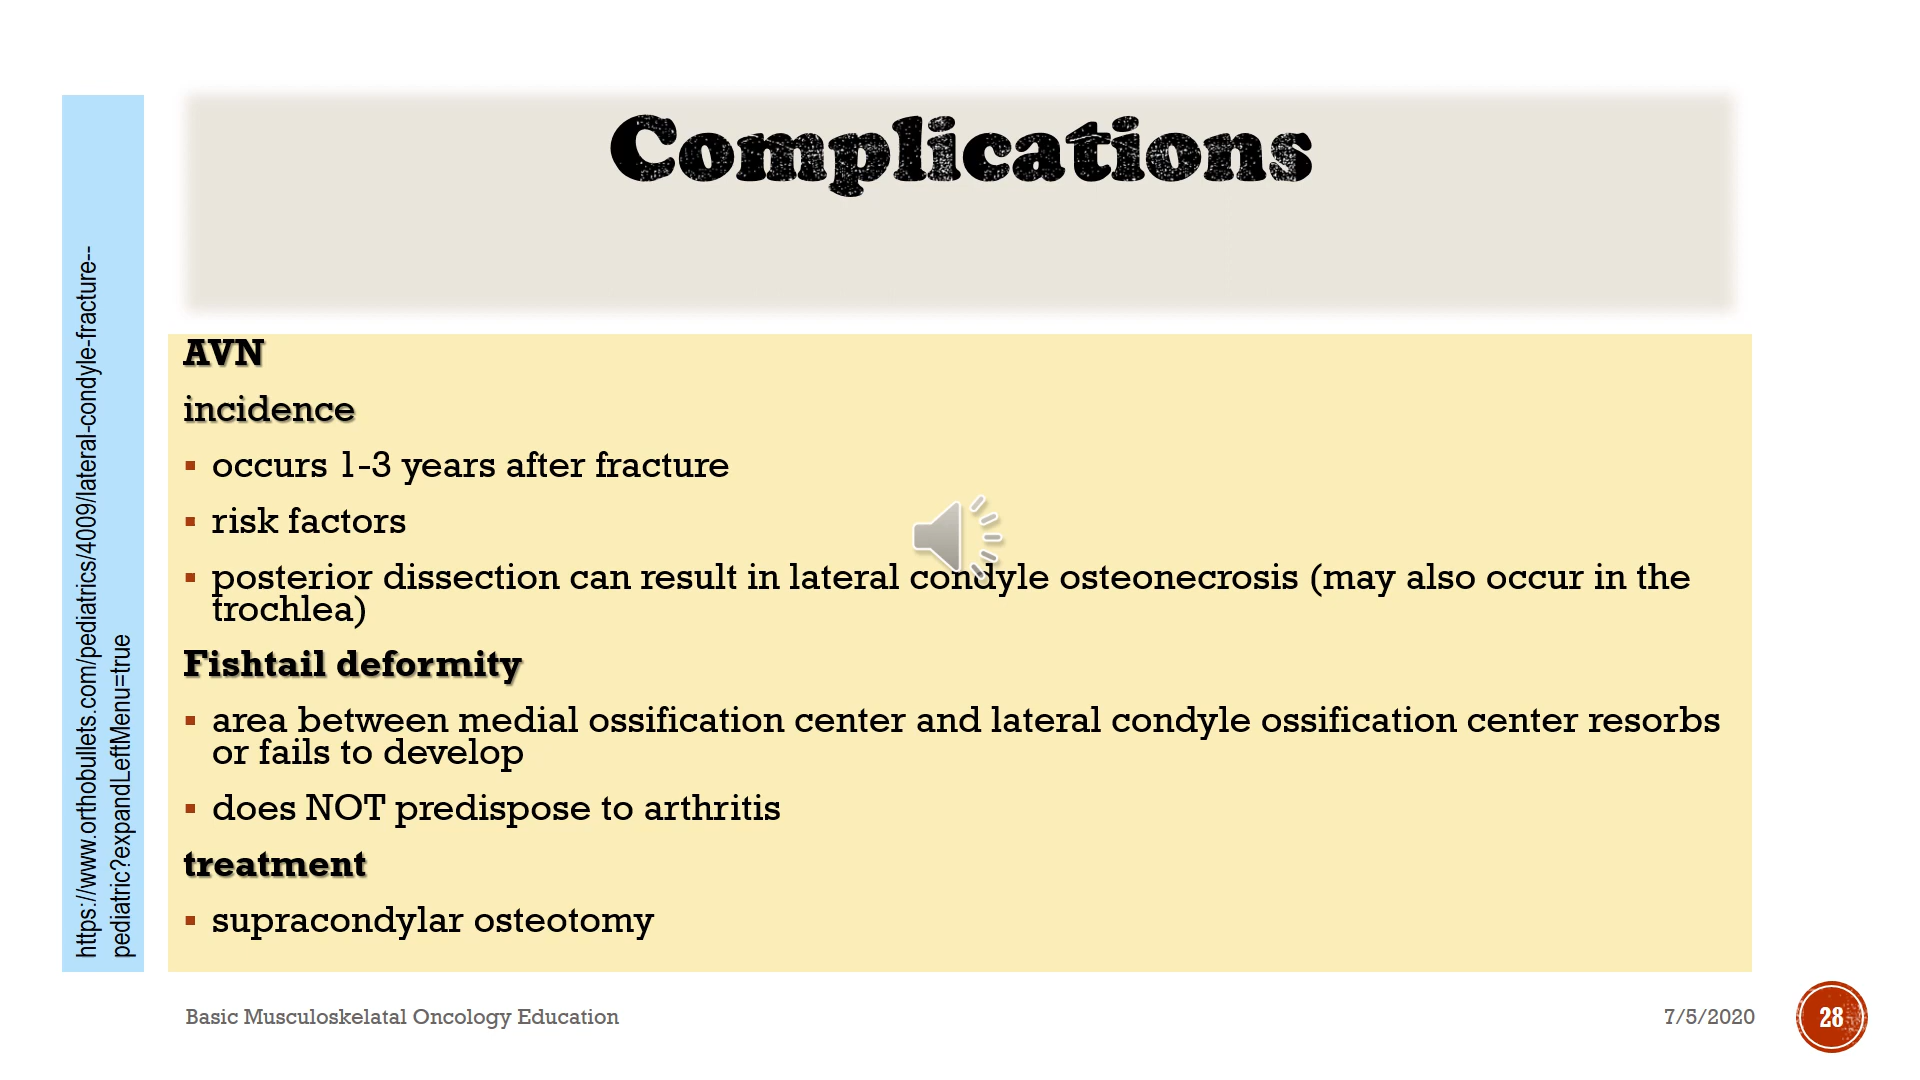 Complications
https://www.orthobullets.com/pediatrics/4009/lateral-condyle-fracture--
pediatric?expandLeftMenu=true
AVN
incidence
▪ occurs 1-3 years after fracture
▪ risk factors
▪ posterior dissection can result in lateral condyle osteonecrosis (may also occur in the
trochlea)
Fishtail deformity
▪ area between medial ossification center and lateral condyle ossification center resorbs
or fails to develop
▪ does NOT predispose to arthritis
treatment
▪ supracondylar osteotomy
Basic Musculoskelatal Oncology Education
7/5/2020
28